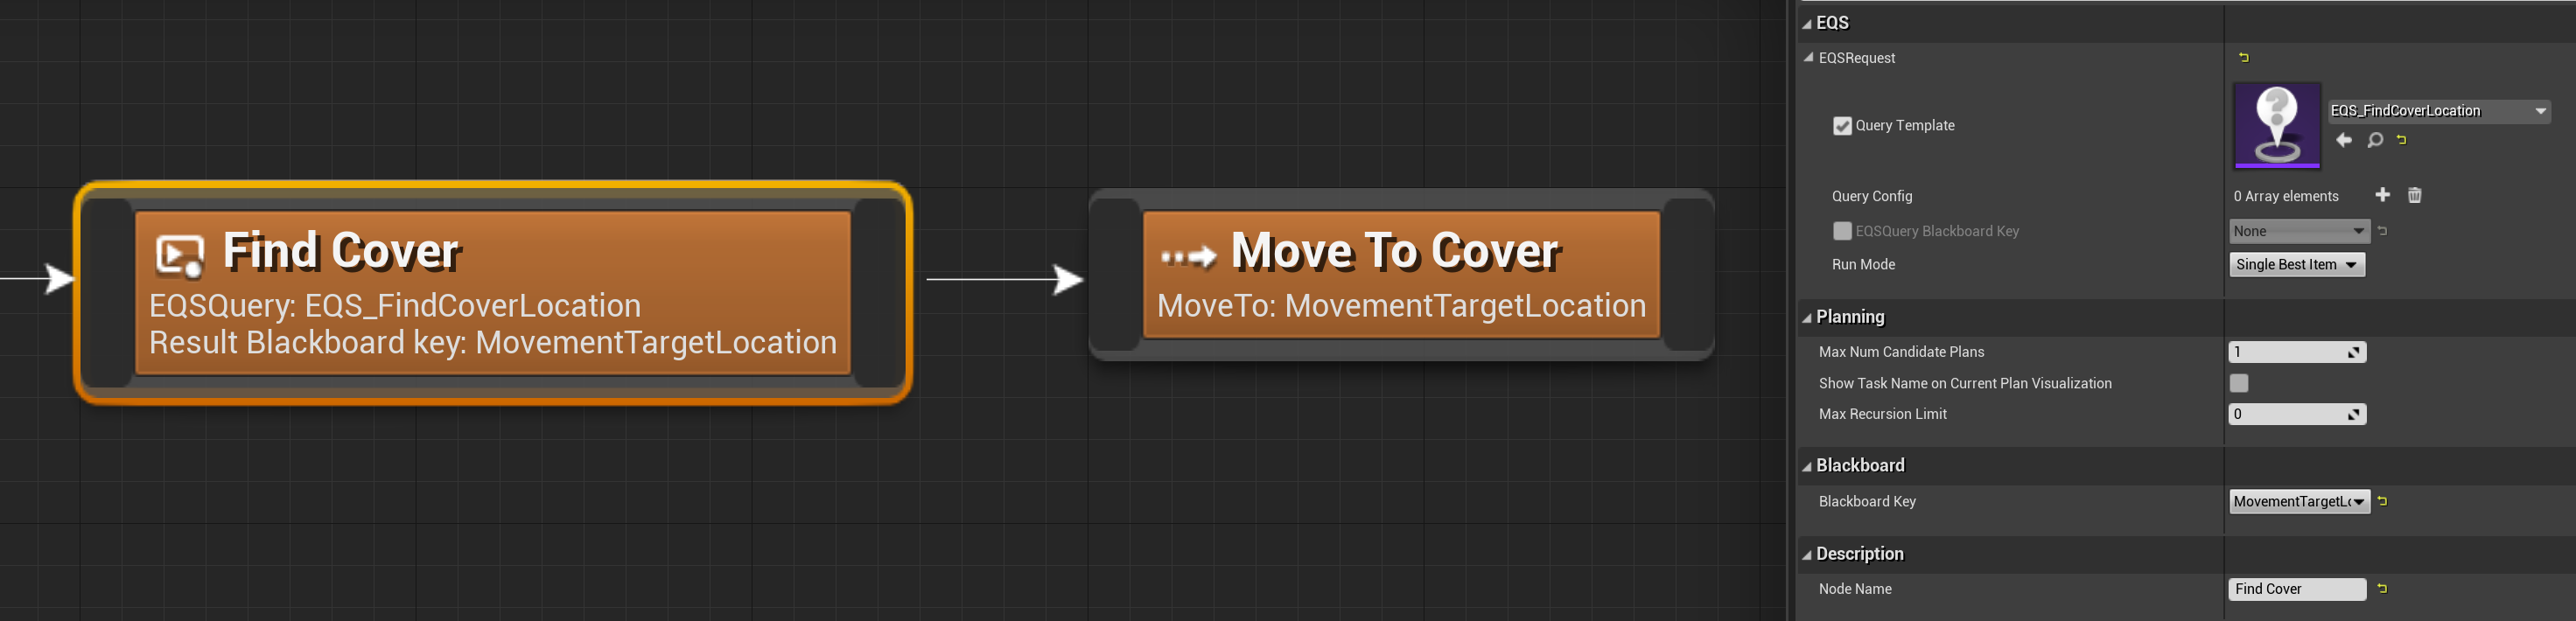 Find Cover
EQSQuery: EQS_FindCoverLocation
Result Blackboard key: MovementTargetLocation
Move To Cover
MoveTo: MovementTargetLocation
EQS
EQSRequest
Query Template
EQS_FindCoverLocation
Query Config
0 Array elements
EQSQuery Blackboard Key
None
Run Mode
Single Best Item
Planning
Max Num Candidate Plans
1
Show Task Name on Current Plan Visualization
Max Recursion Limit
0
Blackboard
Blackboard Key
MovementTargetLo
Description
Node Name
Find Cover